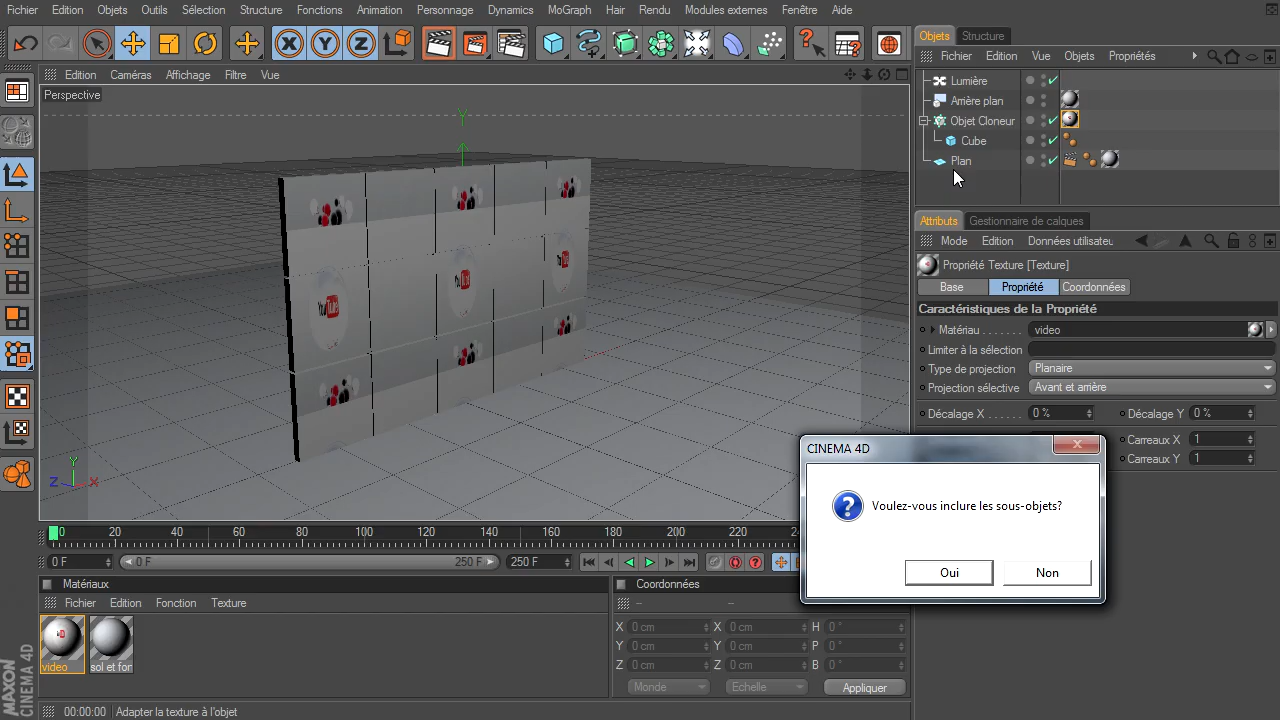 Fichier Edition Objets Outils Sélection Structure Fonctions Animation Personnage Dynamics MoGraph Hair Rendu Modules externes Fenêtre Aide
Edition Caméras Affichage Filtre Vue
Perspective
Y
YouTube YouTube YouTube
Y
Z X
0 20 40 60 80 100 120 140 160 180 200 220
0 F 0 F 250 F 250 F
Matériaux
Fichier Edition Fonction Texture
video sol et for
MAXON CINEMA 4D
00:00:00 Adapter la texture à l'objet
Coordonnées
-- --
X 0 cm X 0 cm H 0 °
Y 0 cm Y 0 cm P 0 °
Z 0 cm Z 0 cm B 0 °
Monde Echelle Appliquer
Objets Structure
Fichier Edition Vue Objets Propriétés
Lumière
Arrière plan
Objet Cloneur
Cube
Plan
Attributs Gestionnaire de calques
Mode Edition Données utilisateu
Propriété Texture [Texture]
Base Propriété Coordonnées
Caractéristiques de la Propriété
Matériau . . . . . . . video
Limiter à la sélection
Type de projection Planaire
Projection sélective Avant et arrière
Décalage X . . . . . . 0 % Décalage Y 0 %
Carreaux X 1
Carreaux Y 1
CINEMA 4D
Voulez-vous inclure les sous-objets?
Oui Non